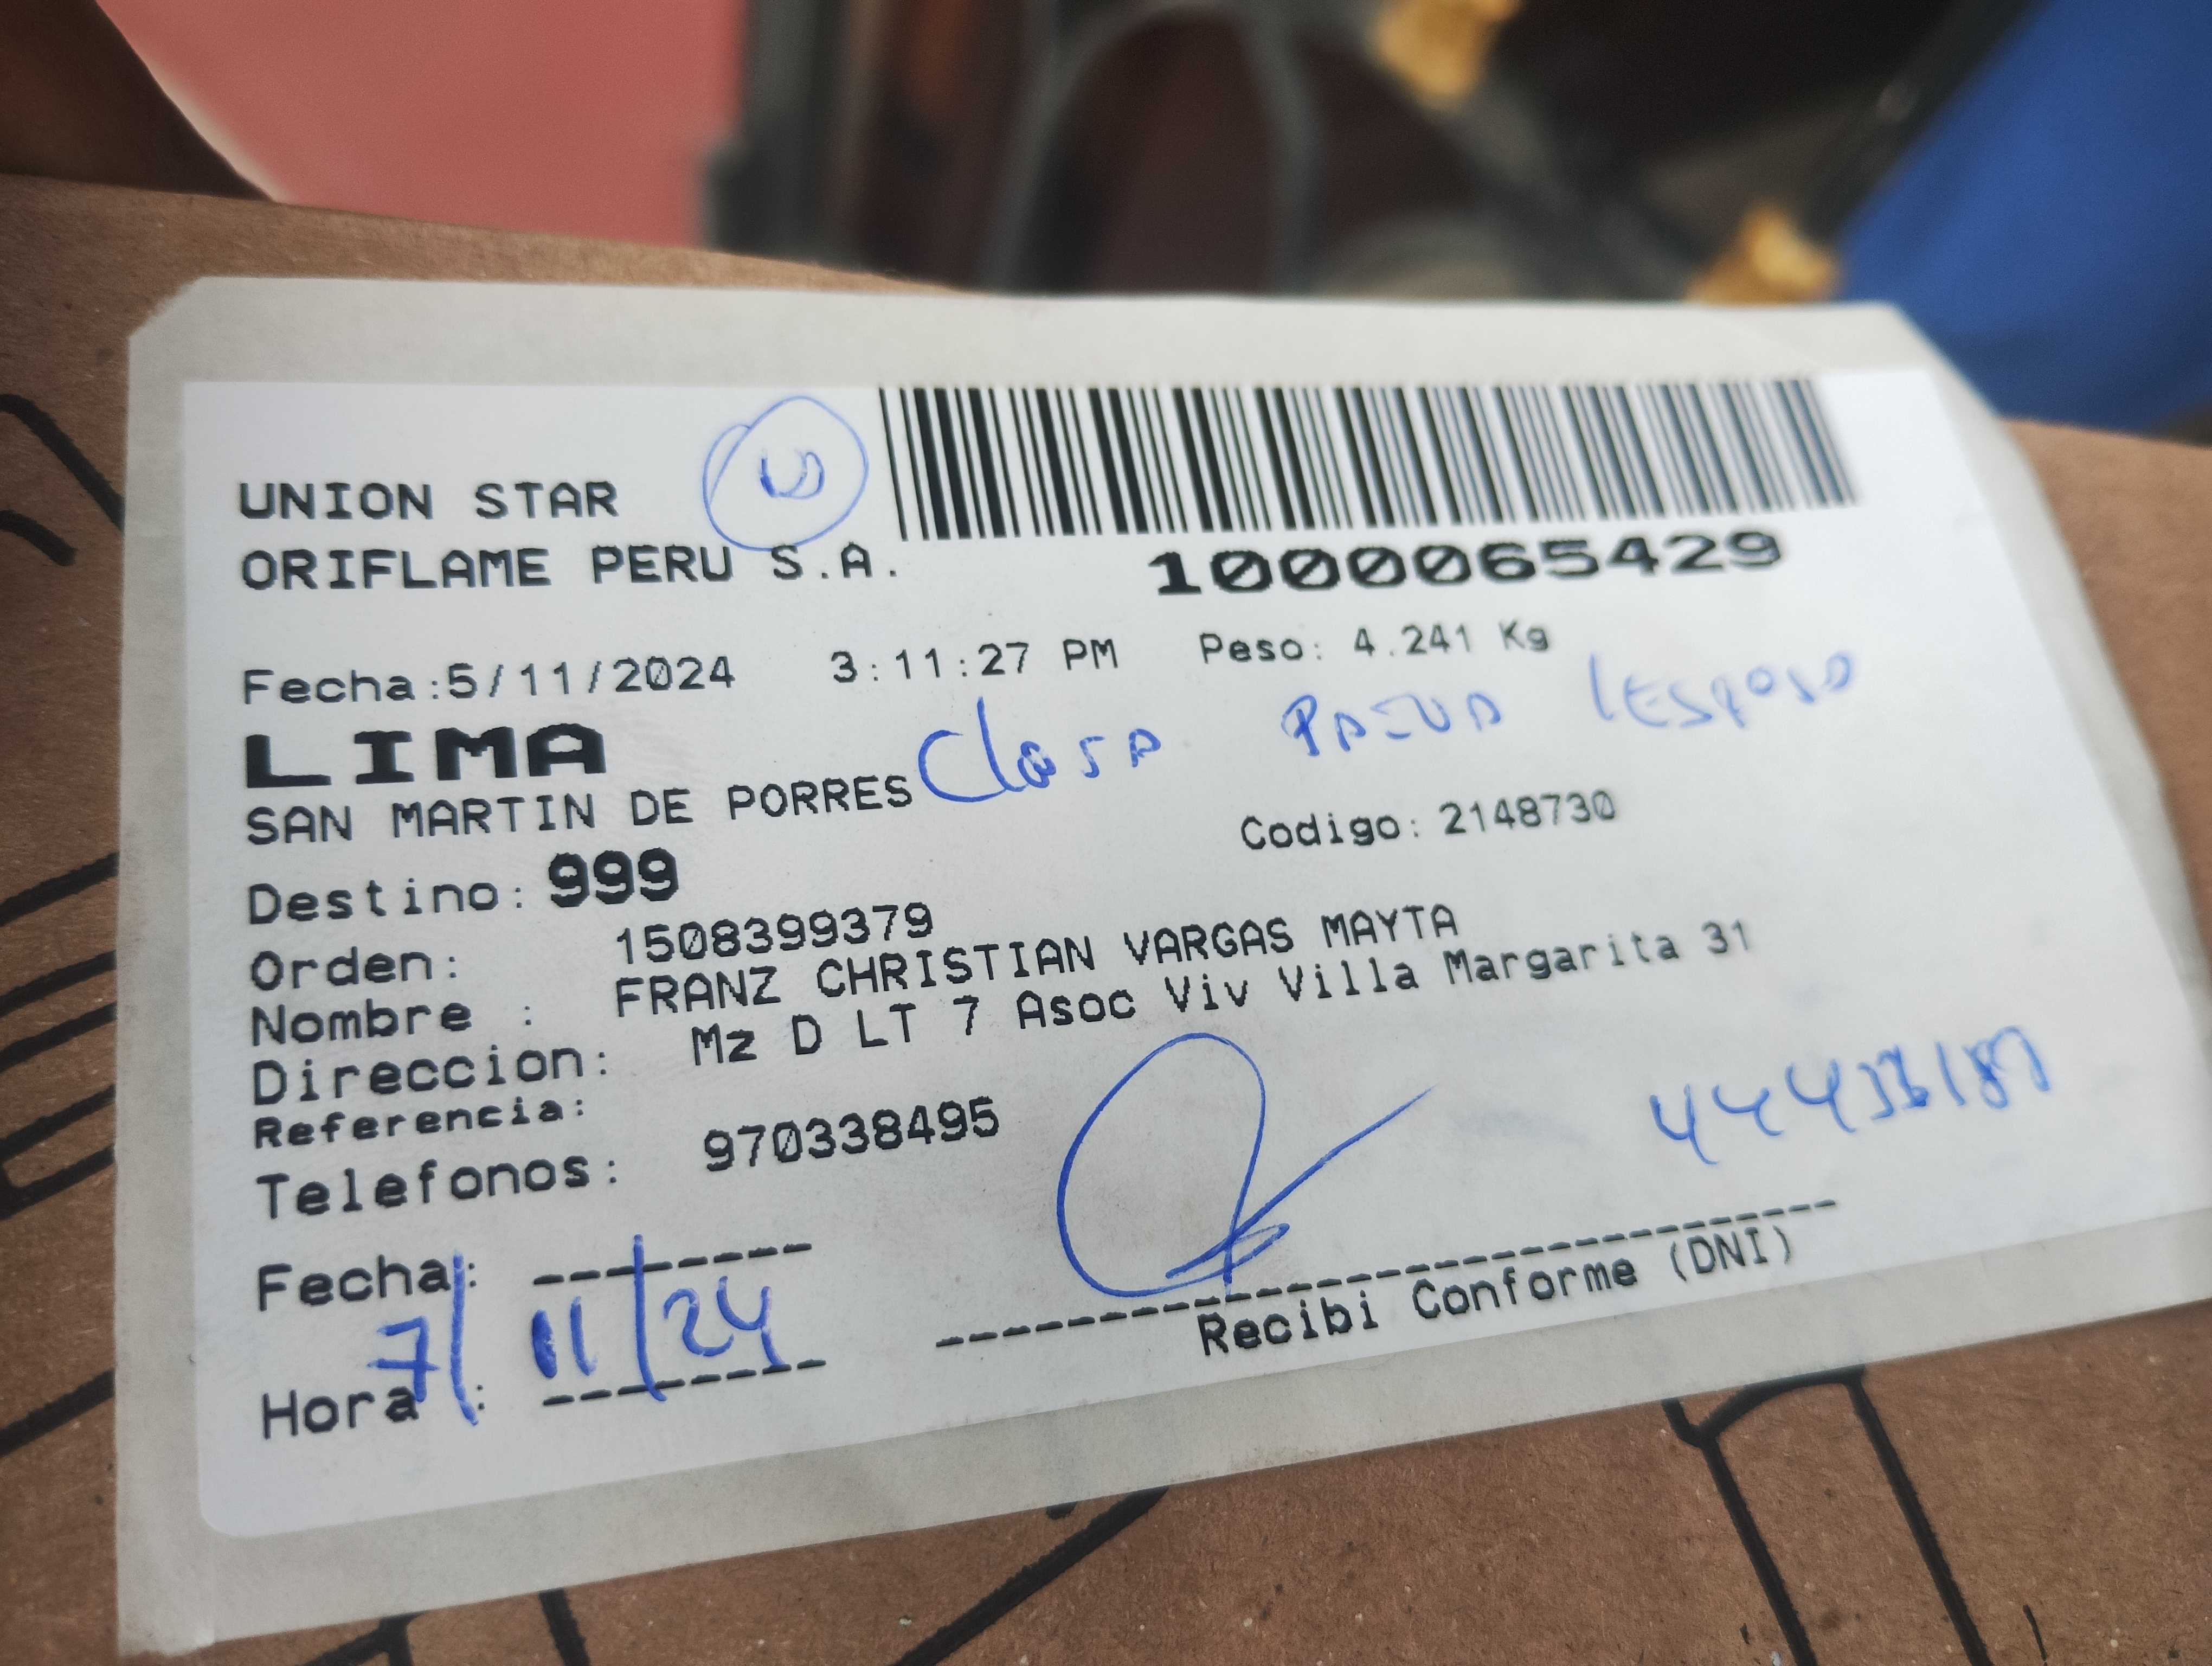 UNION STAR
ORIFLAME PERU S.A.
1000065429
Fecha:5/11/2024 3:11:27 PM Peso: 4.241 Kg
LIMA
SAN MARTIN DE PORRES
Codigo: 2148730
Destino: 999
Orden: 1508399379
Nombre : FRANZ CHRISTIAN VARGAS MAYTA
Direccion: Mz D LT 7 Asoc Viv Villa Margarita 31
Referencia:
Telefonos: 970338495
Fecha :
7/11/24
Hora :
Recibi Conforme (DNI)